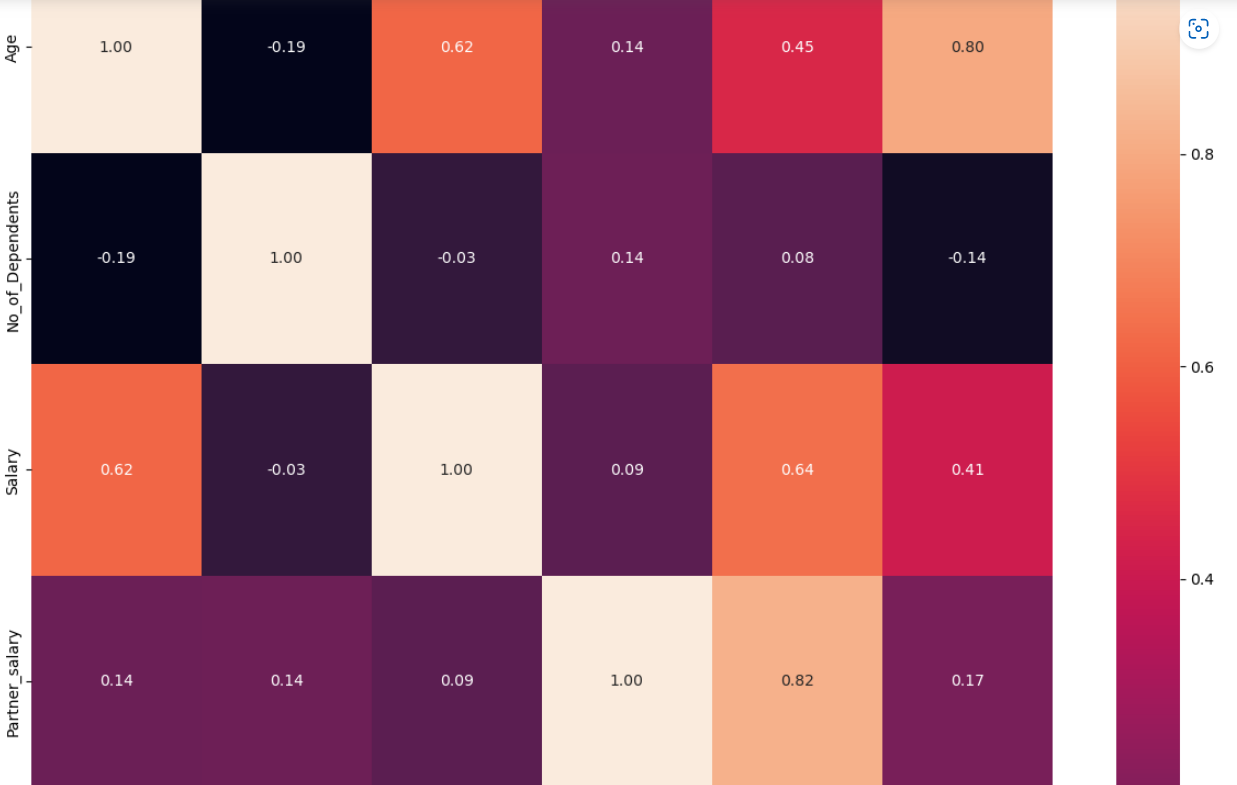 Age 1.00 -0.19 0.62 0.14 0.45 0.80
0.8
No_of_Dependents -0.19 1.00 -0.03 0.14 0.08 -0.14
0.6
Salary 0.62 -0.03 1.00 0.09 0.64 0.41
0.4
Partner_salary 0.14 0.14 0.09 1.00 0.82 0.17